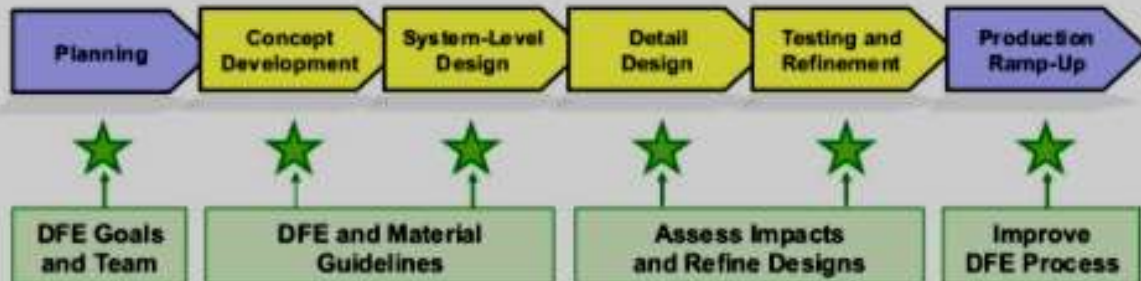 Planning
Concept
Development
System-Level
Design
Detail
Design
Testing and
Refinement
Production
Ramp-Up
DFE Goals
and Team
DFE and Material
Guidelines
Assess Impacts
and Refine Designs
Improve
DFE Process